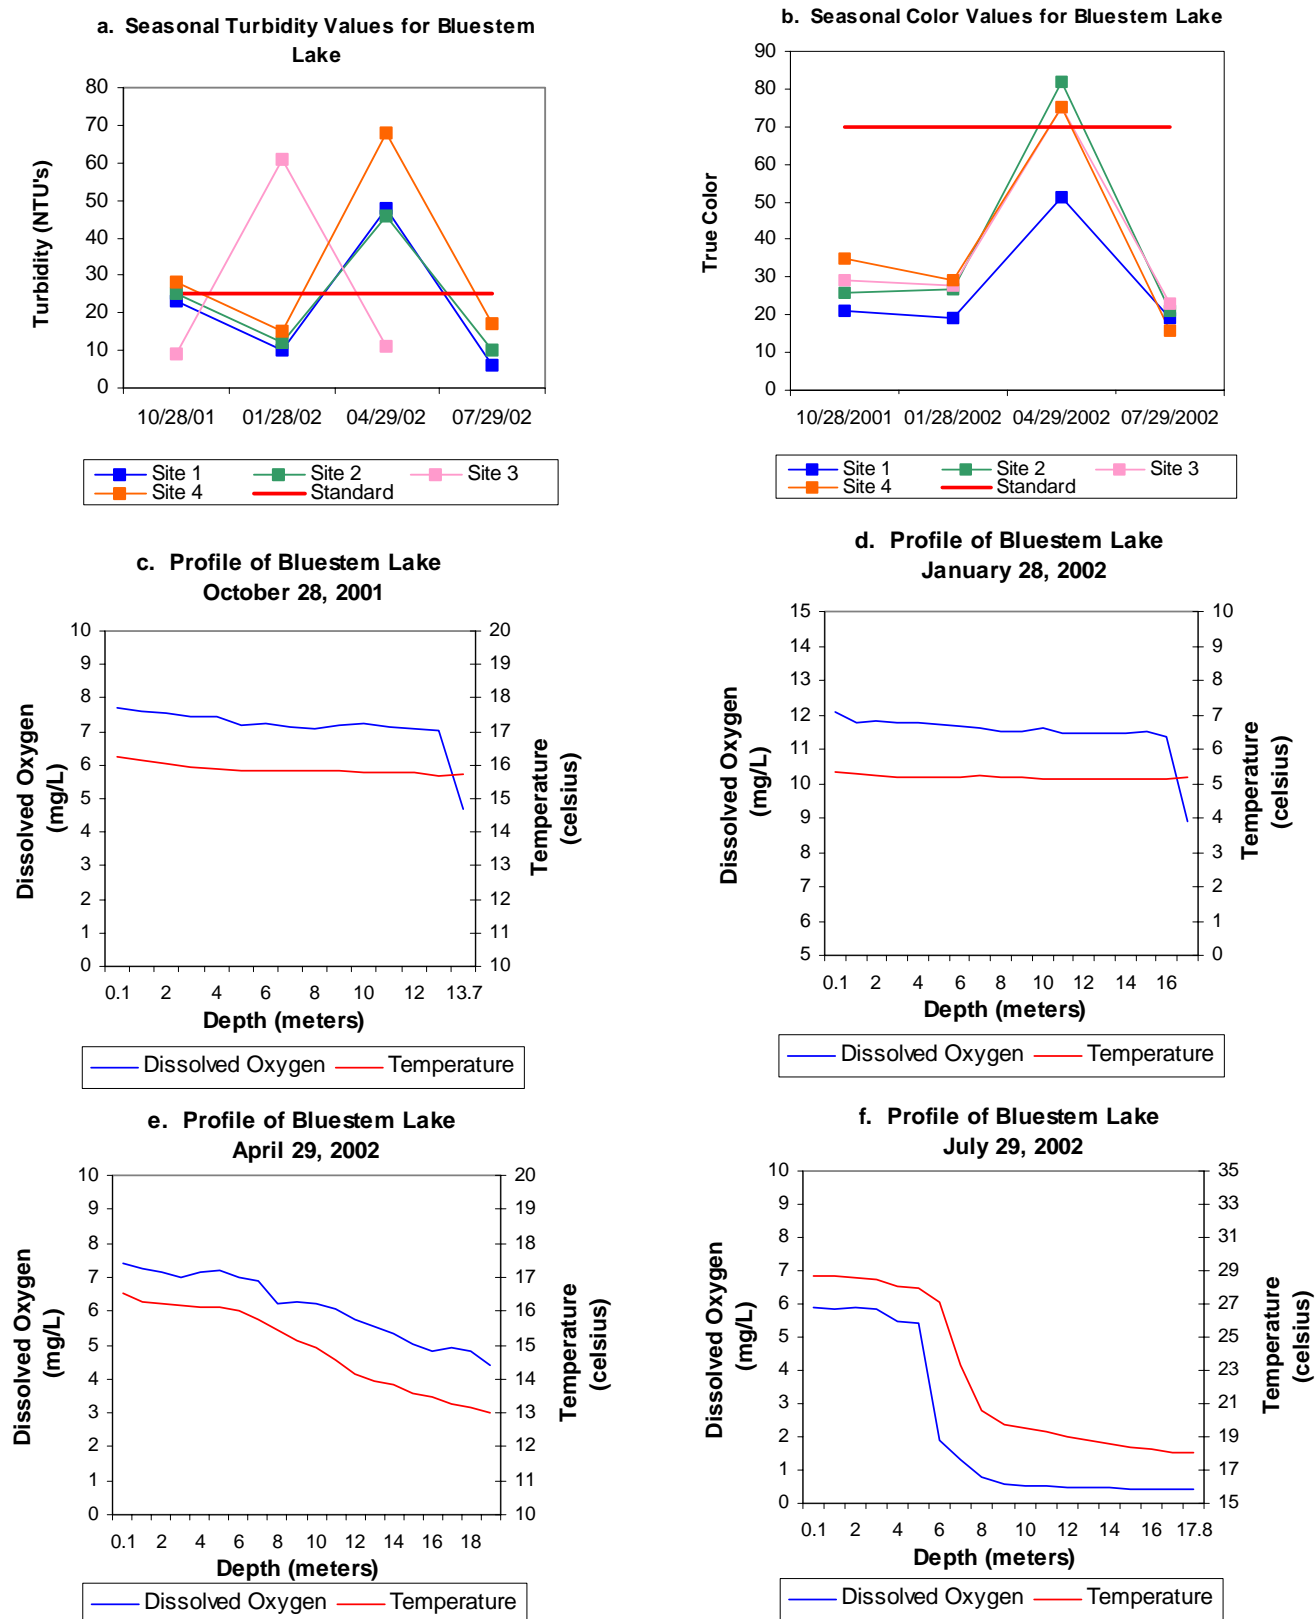 a. Seasonal Turbidity Values for Bluestem
Lake
80
70
60
50
40
30
20
10
0
Turbidity (NTU's)
10/28/01 01/28/02 04/29/02 07/29/02
Site 1 Site 2 Site 3
Site 4 Standard
b. Seasonal Color Values for Bluestem Lake
90
80
70
60
50
40
30
20
10
0
True Color
10/28/2001 01/28/2002 04/29/2002 07/29/2002
Site 1 Site 2 Site 3
Site 4 Standard
c. Profile of Bluestem Lake
October 28, 2001
10
9
8
7
6
5
4
3
2
1
0
Dissolved Oxygen
(mg/L)
20
19
18
17
16
15
14
13
12
11
10
Temperature
(celsius)
0.1 2 4 6 8 10 12 13.7
Depth (meters)
Dissolved Oxygen Temperature
d. Profile of Bluestem Lake
January 28, 2002
15
14
13
12
11
10
9
8
7
6
5
Dissolved Oxygen
(mg/L)
10
9
8
7
6
5
4
3
2
1
0
Temperature
(celsius)
0.1 2 4 6 8 10 12 14 16
Depth (meters)
Dissolved Oxygen Temperature
e. Profile of Bluestem Lake
April 29, 2002
10
9
8
7
6
5
4
3
2
1
0
Dissolved Oxygen
(mg/L)
20
19
18
17
16
15
14
13
12
11
10
Temperature
(celsius)
0.1 2 4 6 8 10 12 14 16 18
Depth (meters)
Dissolved Oxygen Temperature
f. Profile of Bluestem Lake
July 29, 2002
10
9
8
7
6
5
4
3
2
1
0
Dissolved Oxygen
(mg/L)
35
33
31
29
27
25
23
21
19
17
15
Temperature
(celsius)
0.1 2 4 6 8 10 12 14 16 17.8
Depth (meters)
Dissolved Oxygen Temperature